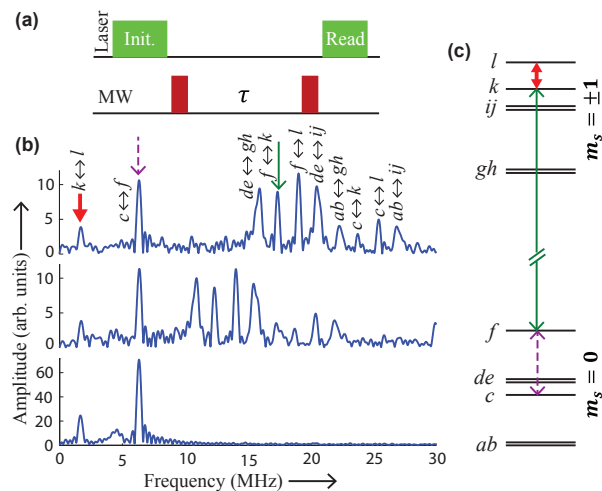 (a)
Laser
Init.
Read
MW
τ
(b)
Amplitude (arb. units)
k↔l
c↔f
de↔gh
f↔k
f↔l
de↔ij
ab↔gh
c↔k
c↔l
ab↔ij
10
5
0
10
5
0
60
40
20
0
0 5 10 15 20 25 30
Frequency (MHz)
(c)
l
k
ij
gh
f
de
c
ab
m_s = ±1
m_s = 0